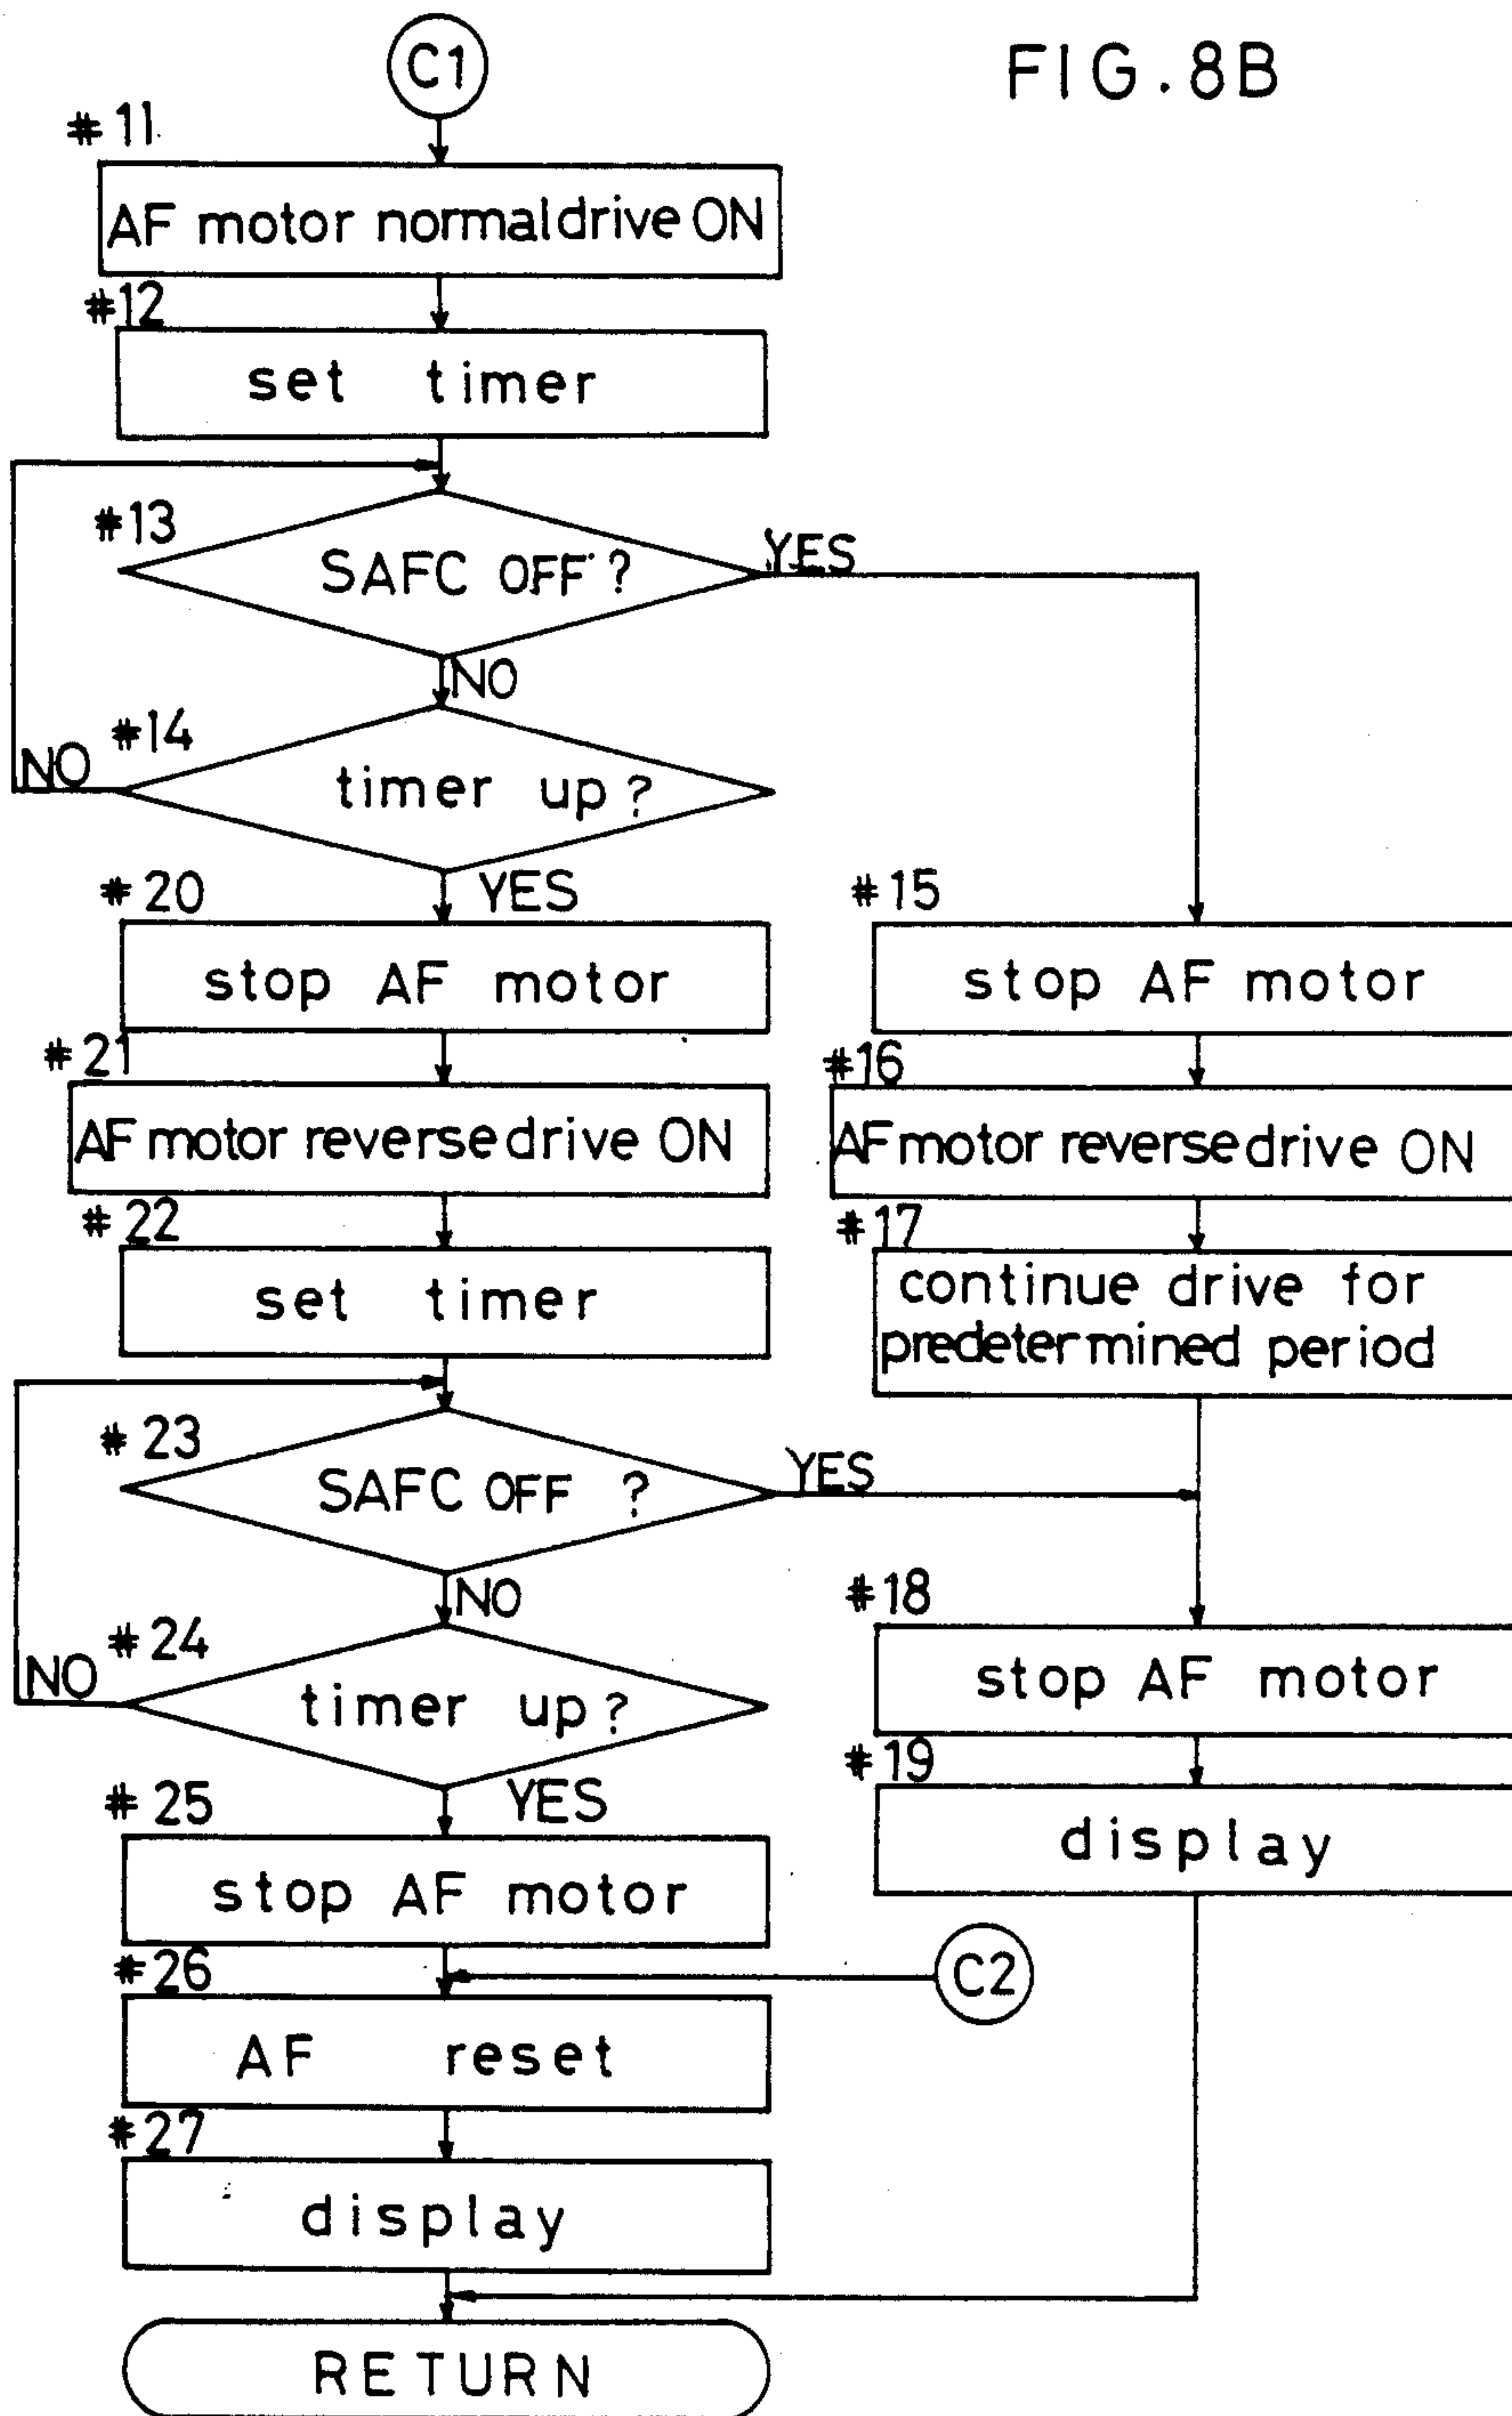 C1
FIG. 8B
#11
AF motor normal drive ON
#12
set timer
#13
SAFC OFF ?
YES
NO
#14
timer up ?
NO
YES
#20
stop AF motor
#15
stop AF motor
#21
AF motor reverse drive ON
#16
AF motor reverse drive ON
#22
set timer
#17
continue drive for
predetermined period
#23
SAFC OFF ?
YES
NO
#24
timer up ?
NO
YES
#18
stop AF motor
#19
display
#25
stop AF motor
C2
#26
AF reset
#27
display
RETURN